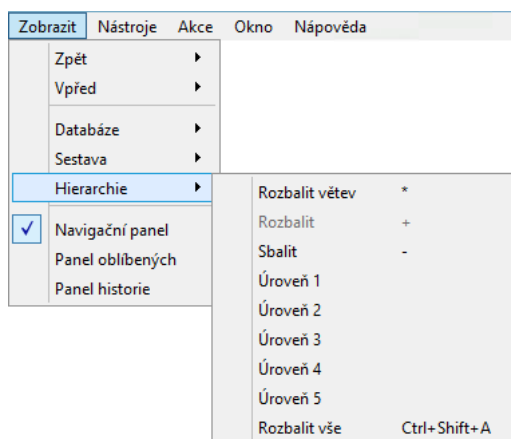 Zobrazit Nástroje Akce Okno Nápověda
Zpět
Vpřed
Databáze
Sestava
Hierarchie
Navigační panel
Panel oblíbených
Panel historie
Rozbalit větev *
Rozbalit +
Sbalit -
Úroveň 1
Úroveň 2
Úroveň 3
Úroveň 4
Úroveň 5
Rozbalit vše Ctrl+Shift+A